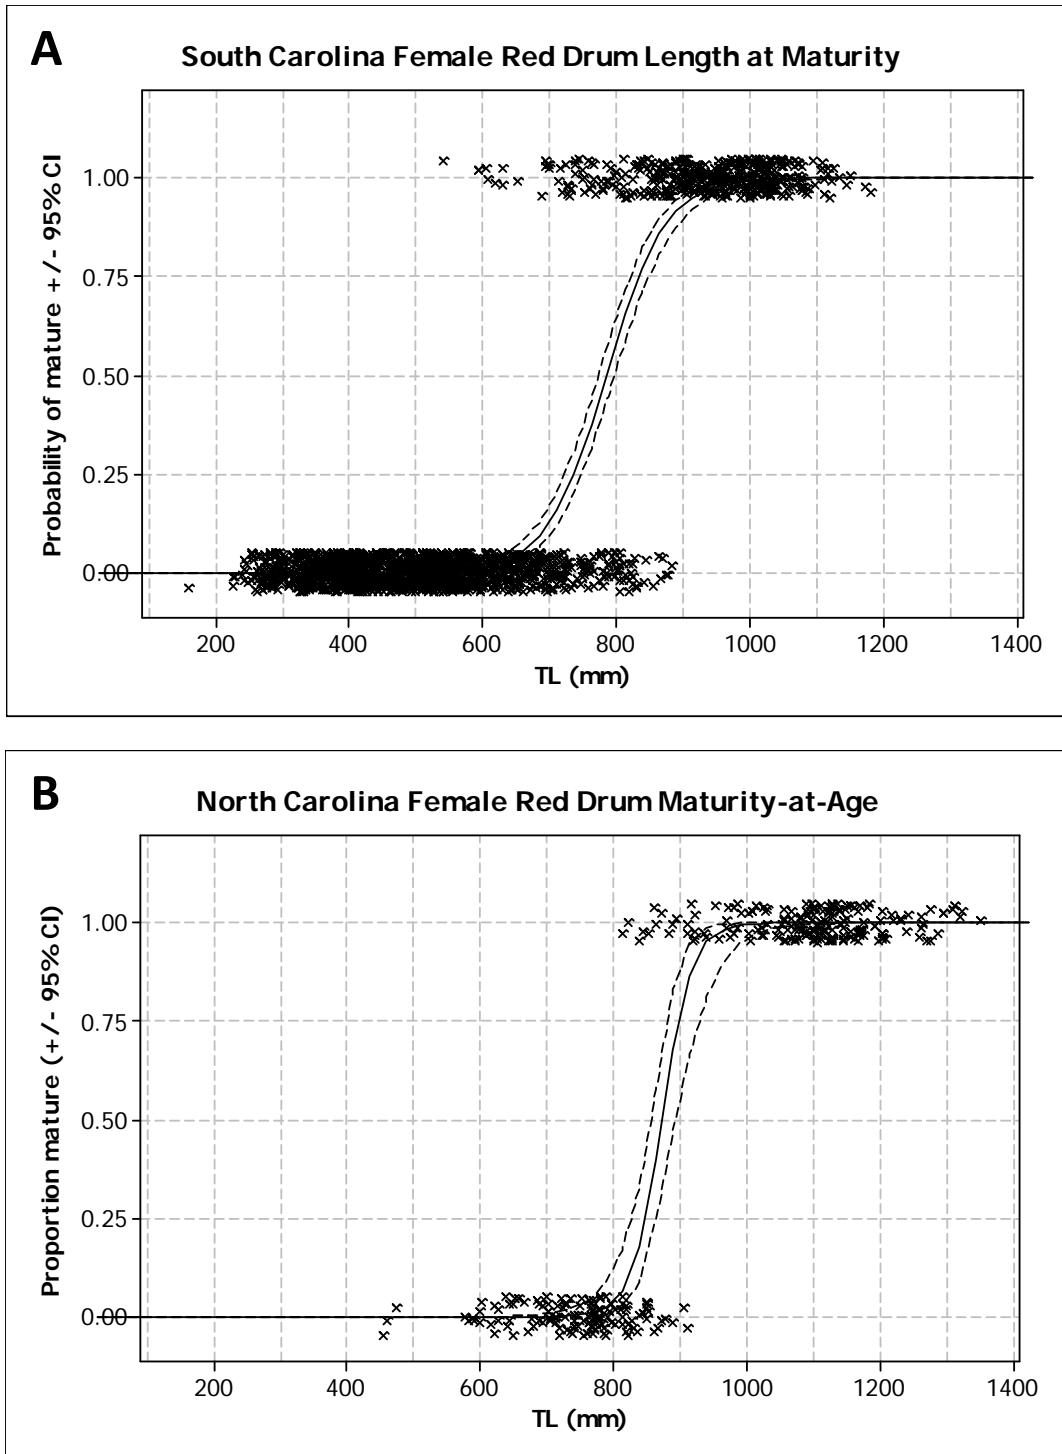 A
South Carolina Female Red Drum Length at Maturity
Probability of mature +/- 95% CI
1.00
0.75
0.50
0.25
0.00
200 400 600 800 1000 1200 1400
TL (mm)
B
North Carolina Female Red Drum Maturity-at-Age
Proportion mature (+/- 95% CI)
1.00
0.75
0.50
0.25
0.00
200 400 600 800 1000 1200 1400
TL (mm)